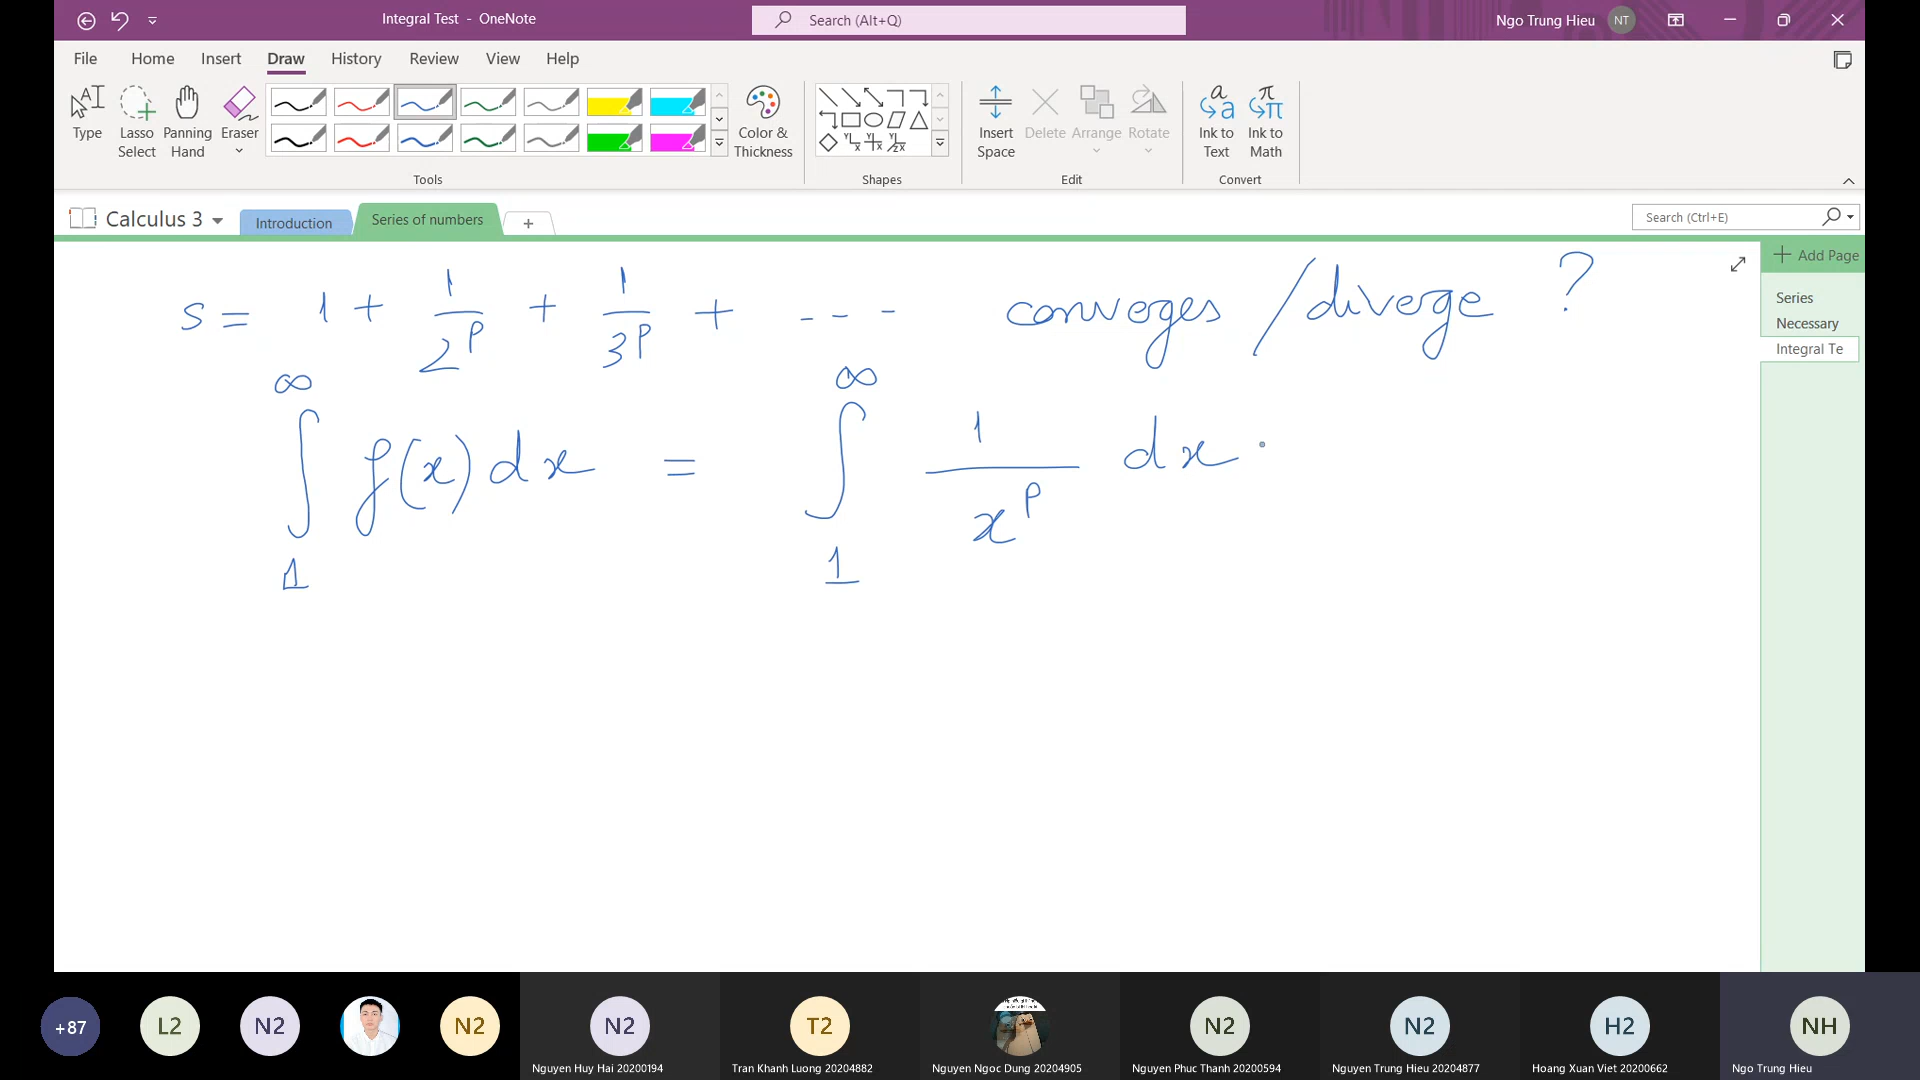 Integral Test - OneNote
Search (Alt+Q)
Ngo Trung Hieu NT
File Home Insert Draw History Review View Help
Type
Lasso Select
Panning Hand
Eraser
Color & Thickness
Insert Space
Delete
Arrange
Rotate
Ink to Text
Ink to Math
Tools Shapes Edit Convert
Calculus 3 Introduction Series of numbers +
Search (Ctrl+E)
Add Page
Series
Necessary
Integral Te
s = 1 + 1/2^p + 1/3^p + --- converges / diverge ?
∫_1^∞ f(x) dx = ∫_1^∞ 1/x^p dx
+87 L2 N2 N2 N2 T2 N2 N2 H2 NH
Nguyen Huy Hai 20200194
Tran Khanh Luong 20204882
Nguyen Ngoc Dung 20204905
Nguyen Phuc Thanh 20200594
Nguyen Trung Hieu 20204877
Hoang Xuan Viet 20200662
Ngo Trung Hieu